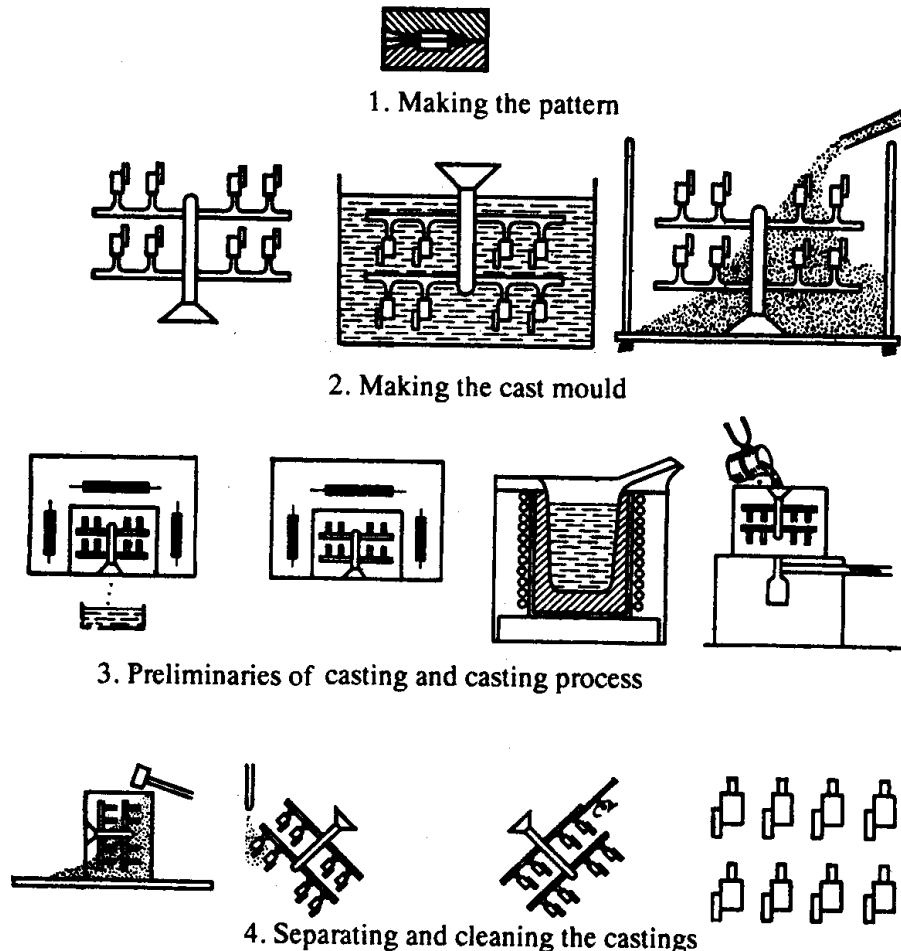 1. Making the pattern
2. Making the cast mould
3. Preliminaries of casting and casting process
4. Separating and cleaning the castings